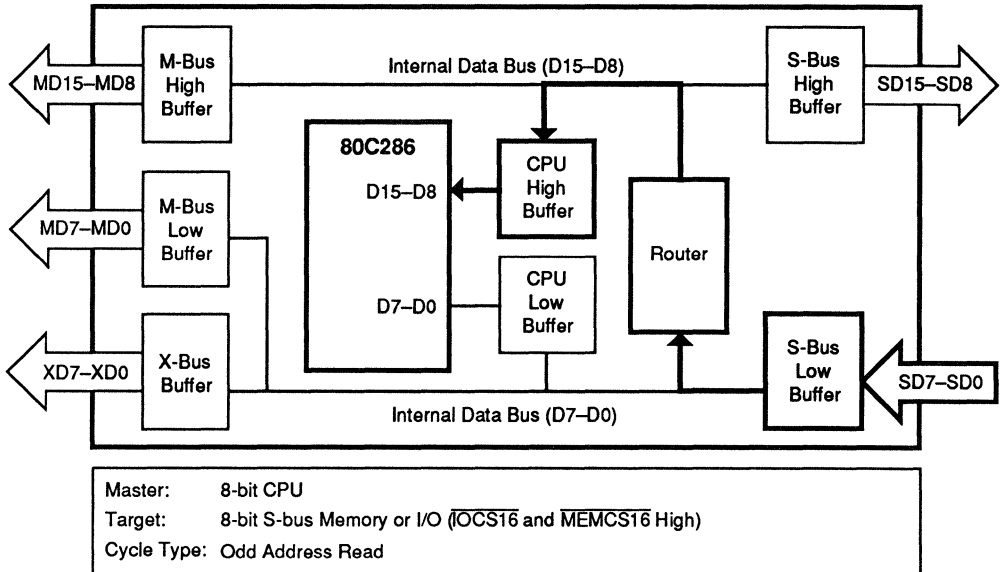 MD15–MD8
M-Bus
High
Buffer
Internal Data Bus (D15–D8)
S-Bus
High
Buffer
SD15–SD8
80C286
D15–D8
CPU
High
Buffer
MD7–MD0
M-Bus
Low
Buffer
Router
D7–D0
CPU
Low
Buffer
XD7–XD0
X-Bus
Buffer
S-Bus
Low
Buffer
SD7–SD0
Internal Data Bus (D7–D0)
Master: 8-bit CPU
Target: 8-bit S-bus Memory or I/O (IOCS16 and MEMCS16 High)
Cycle Type: Odd Address Read